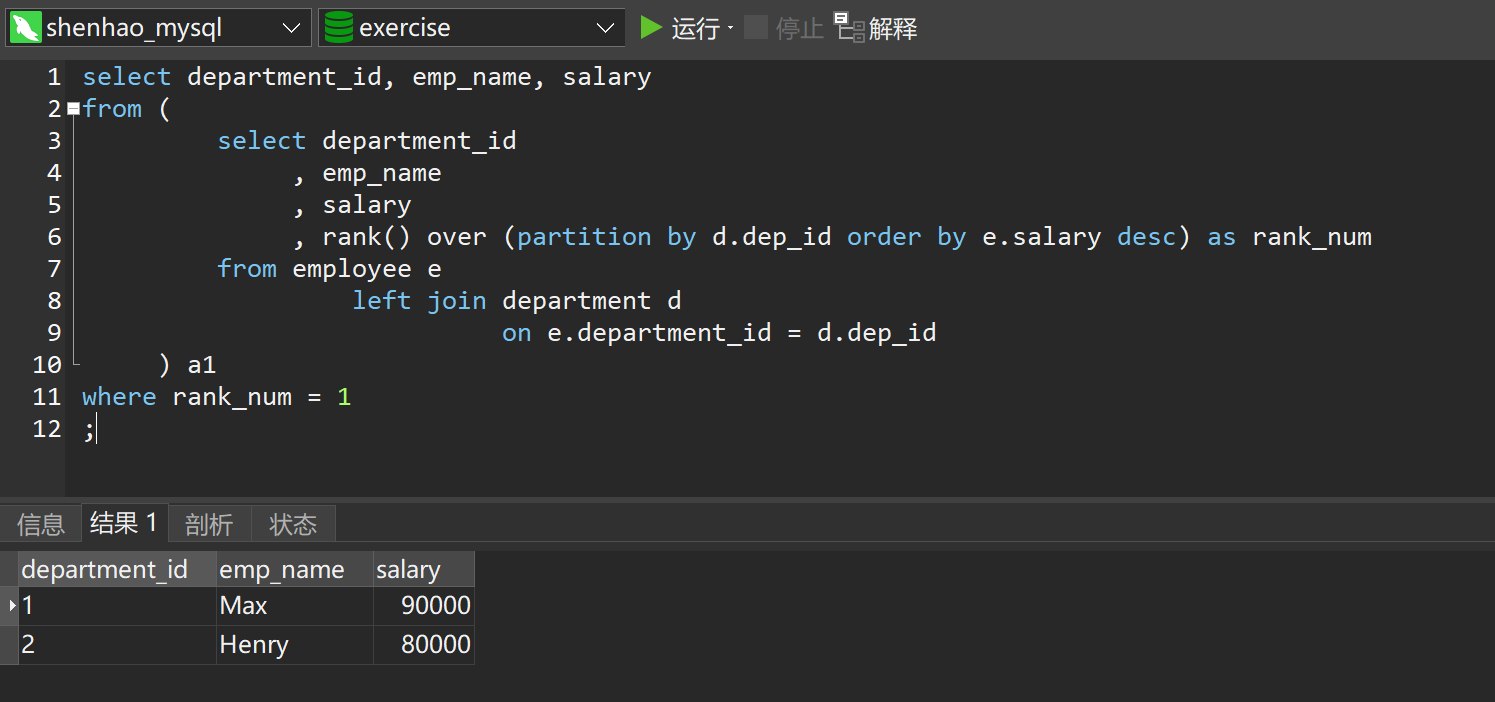 shenhao_mysql exercise 运行 停止 解释
1 select department_id, emp_name, salary
2 from (
3 select department_id
4 , emp_name
5 , salary
6 , rank() over (partition by d.dep_id order by e.salary desc) as rank_num
7 from employee e
8 left join department d
9 on e.department_id = d.dep_id
10 ) a1
11 where rank_num = 1
12 ;
信息 结果 1 剖析 状态
department_id emp_name salary
1 Max 90000
2 Henry 80000